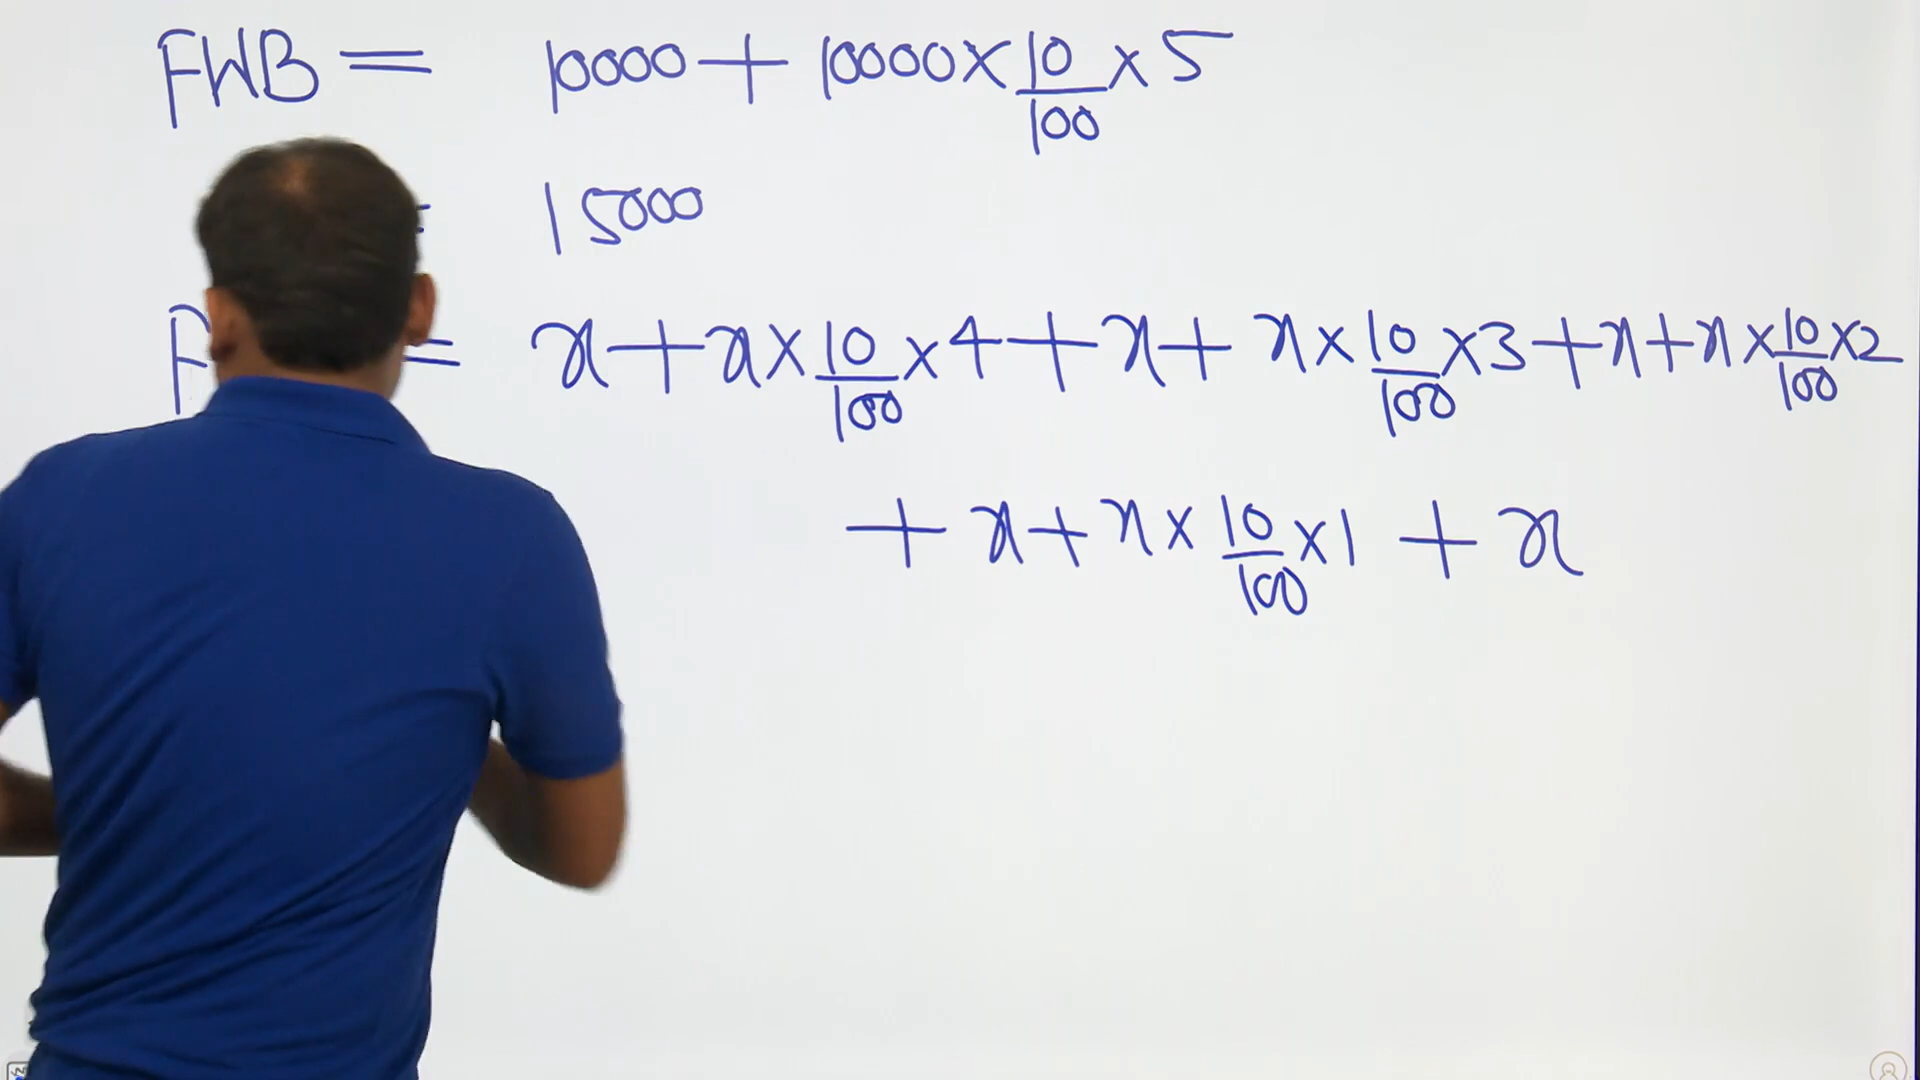 FWB = 10000 + 10000 × 10/100 × 5
= 15000
= x + x × 10/100 × 4 + x + x × 10/100 × 3 + x + x × 10/100 × 2
+ x + x × 10/100 × 1 + x